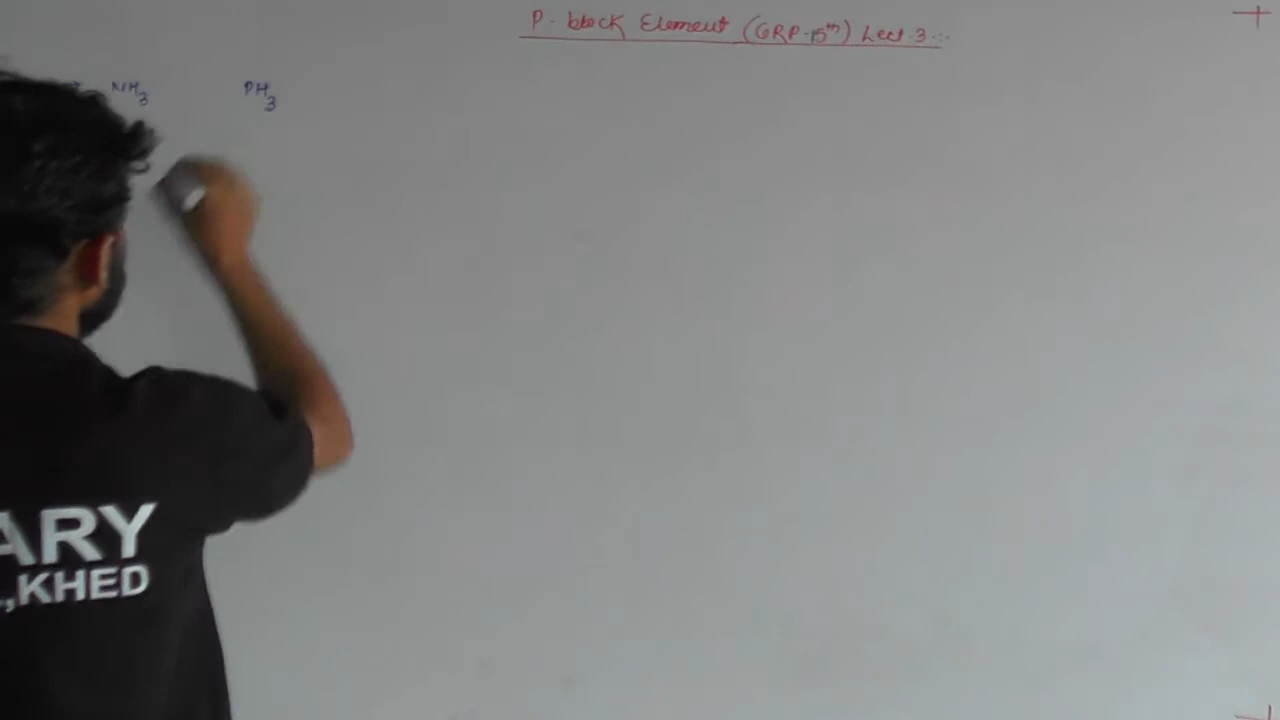 P-block Element (GRP-15th) Lect.3...
NH3 PH3
ARY
,KHED